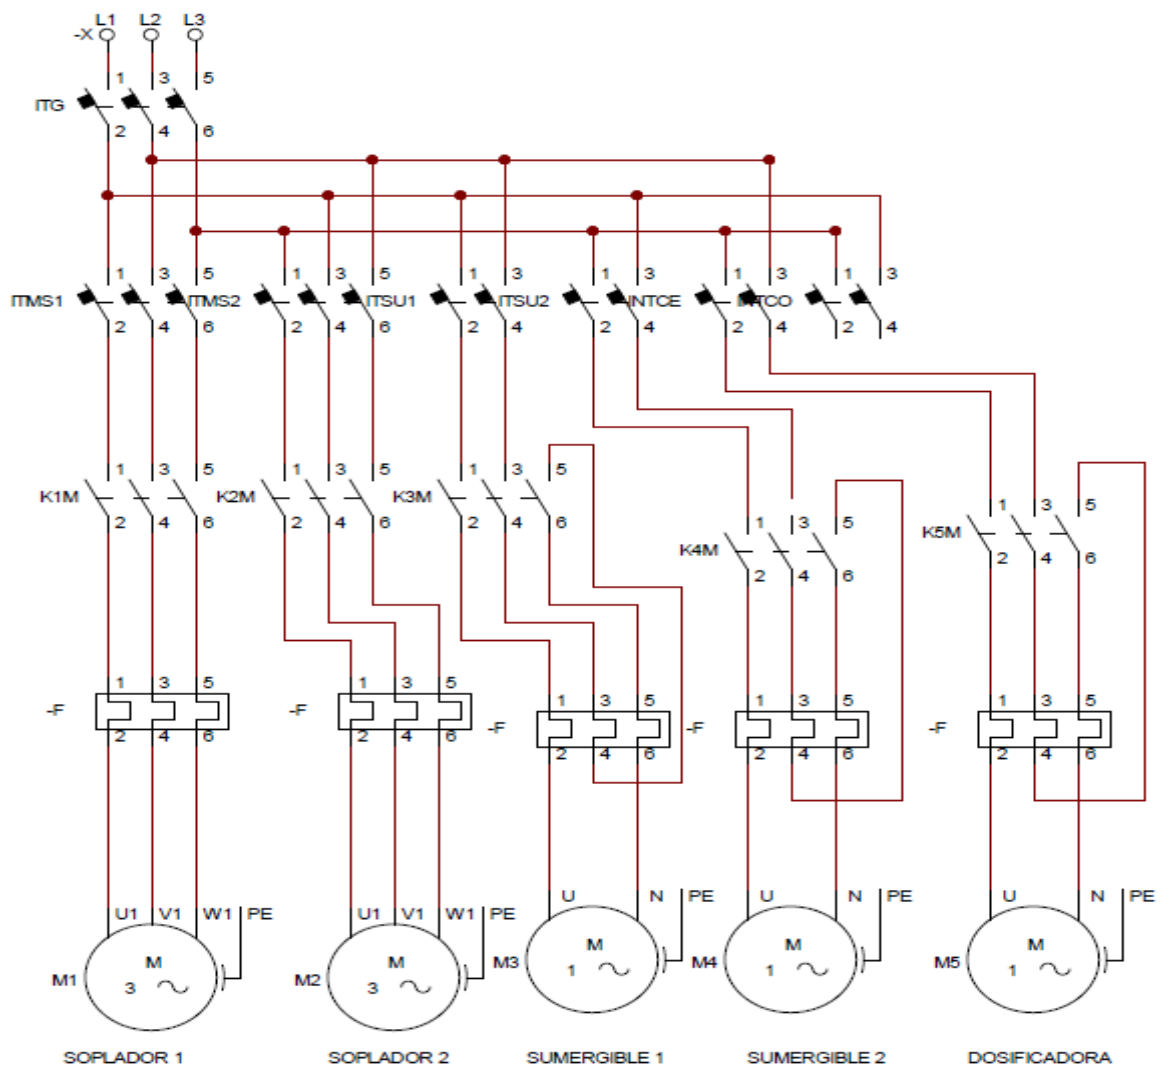 L1 L2 L3
-X
1 3 5
ITG
2 4 6
1 3 5 1 3 5 1 3 1 3 1 3 1 3
ITMS1 ITMS2 ITSU1 ITSU2 INTCE INTCO
2 4 6 2 4 6 2 4 2 4 2 4 2 4
1 3 5 1 3 5 1 3 5
K1M K2M K3M
2 4 6 2 4 6 2 4 6
1 3 5
K5M
2 4 6
1 3 5
K4M
2 4 6
1 3 5 1 3 5
-F -F
2 4 6 2 4 6
1 3 5 1 3 5 1 3 5
-F -F -F
2 4 6 2 4 6 2 4 6
U N PE U N PE U N PE
U1 V1 W1 PE U1 V1 W1 PE
M M M
M3 1 M4 1 M5 1
M M
M1 3 M2 3
SOPLADOR 1 SOPLADOR 2 SUMERGIBLE 1 SUMERGIBLE 2 DOSIFICADORA